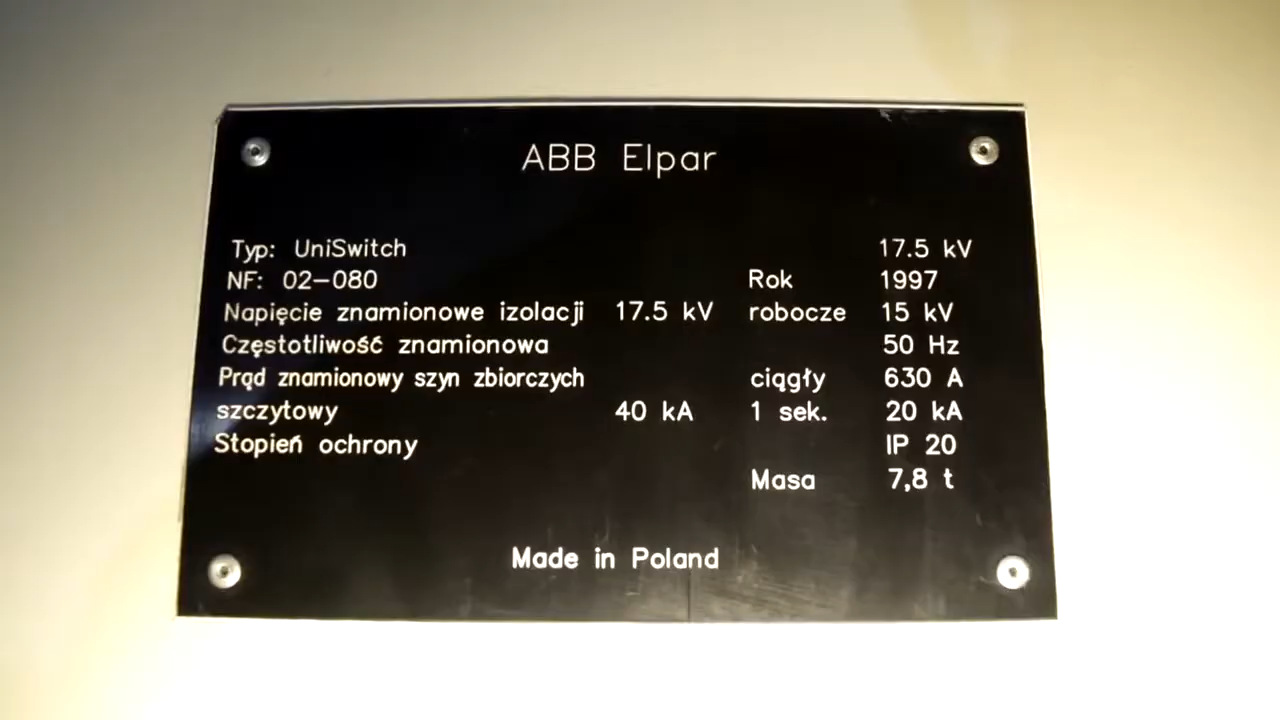 ABB Elpar
Typ: UniSwitch 17.5 kV
NF: 02-080 Rok 1997
Napięcie znamionowe izolacji 17.5 kV robocze 15 kV
Częstotliwość znamionowa 50 Hz
Prąd znamionowy szyn zbiorczych ciągły 630 A
szczytowy 40 kA 1 sek. 20 kA
Stopień ochrony IP 20
Masa 7,8 t
Made in Poland